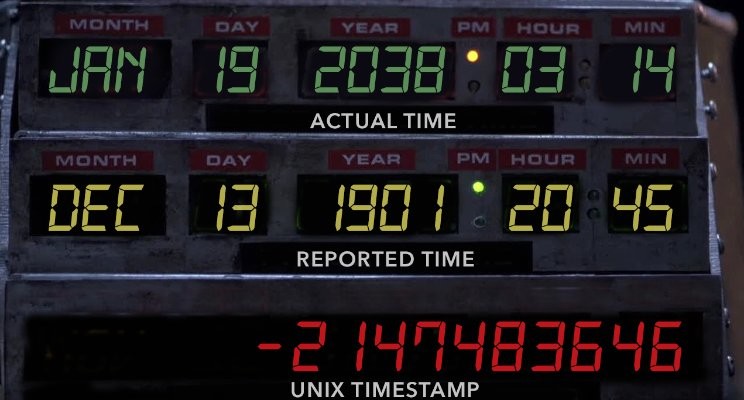 MONTH DAY YEAR PM HOUR MIN
JAN 19 2038 03 14
ACTUAL TIME
MONTH DAY YEAR PM HOUR MIN
DEC 13 1901 20 45
REPORTED TIME
-2147483646
UNIX TIMESTAMP